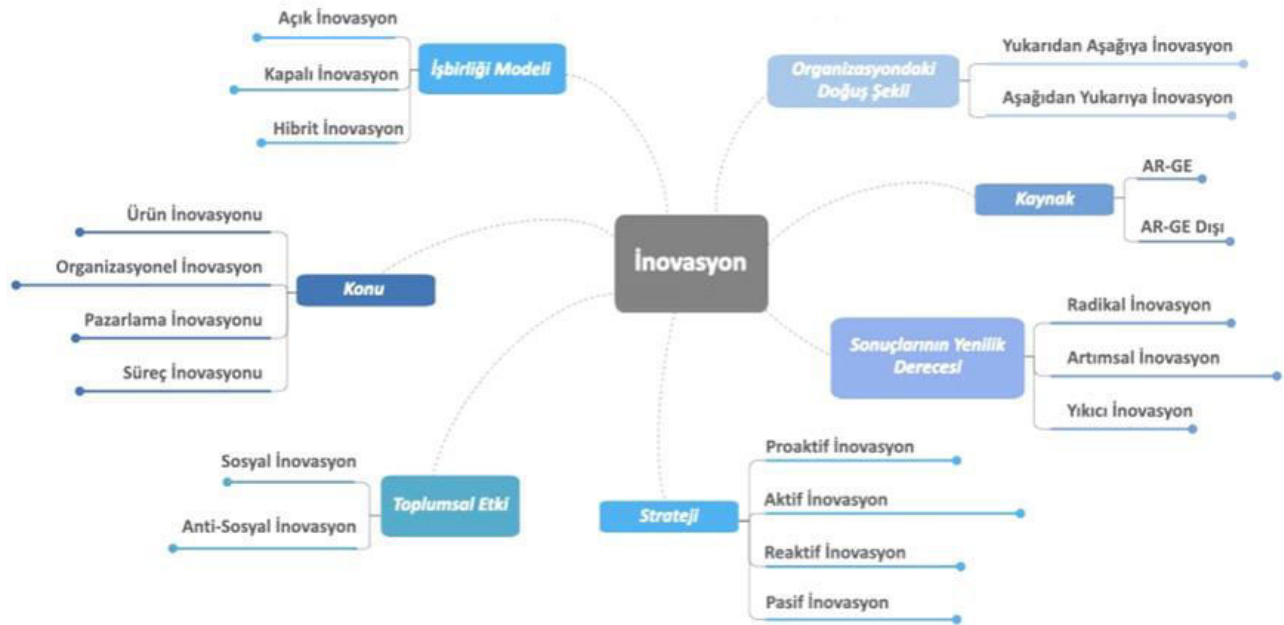 Açık İnovasyon
Kapalı İnovasyon
Hibrit İnovasyon
İşbirliği Modeli
Organizasyondaki
Doğuş Şekli
Yukarıdan Aşağıya İnovasyon
Aşağıdan Yukarıya İnovasyon
Kaynak
AR-GE
AR-GE Dışı
Ürün İnovasyonu
Organizasyonel İnovasyon
Pazarlama İnovasyonu
Süreç İnovasyonu
Konu
İnovasyon
Sonuçlarının Yenilik
Derecesi
Radikal İnovasyon
Artımsal İnovasyon
Yıkıcı İnovasyon
Sosyal İnovasyon
Anti-Sosyal İnovasyon
Toplumsal Etki
Strateji
Proaktif İnovasyon
Aktif İnovasyon
Reaktif İnovasyon
Pasif İnovasyon